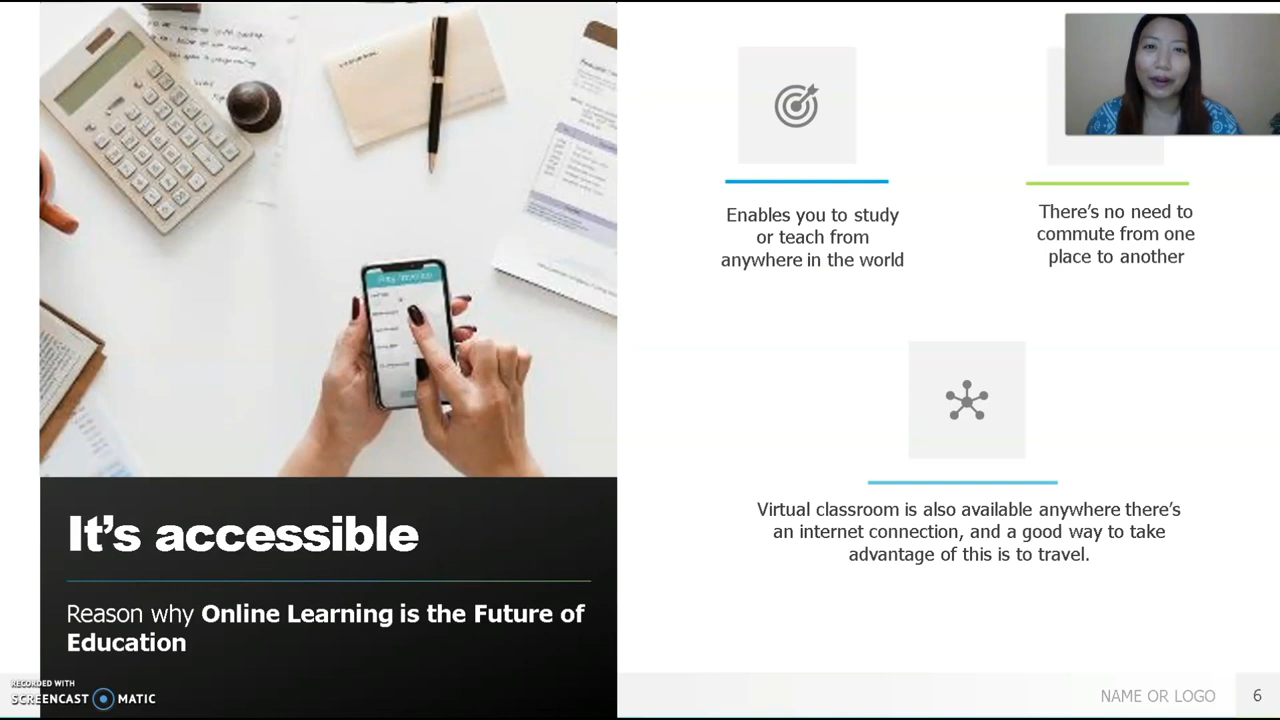 It's accessible
Reason why Online Learning is the Future of
Education
RECORDED WITH
SCREENCAST MATIC
Enables you to study
or teach from
anywhere in the world
There's no need to
commute from one
place to another
Virtual classroom is also available anywhere there's
an internet connection, and a good way to take
advantage of this is to travel.
NAME OR LOGO
6